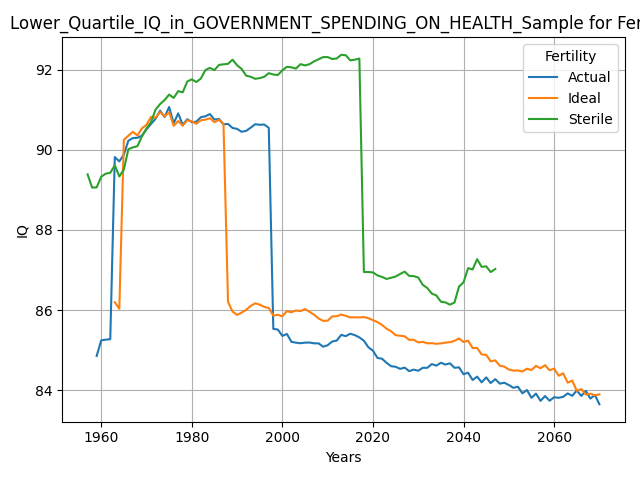 Lower_Quartile_IQ_in_GOVERNMENT_SPENDING_ON_HEALTH_Sample for Fer
Fertility
Actual
Ideal
Sterile
92
90
88
86
84
IQ
1960 1980 2000 2020 2040 2060
Years